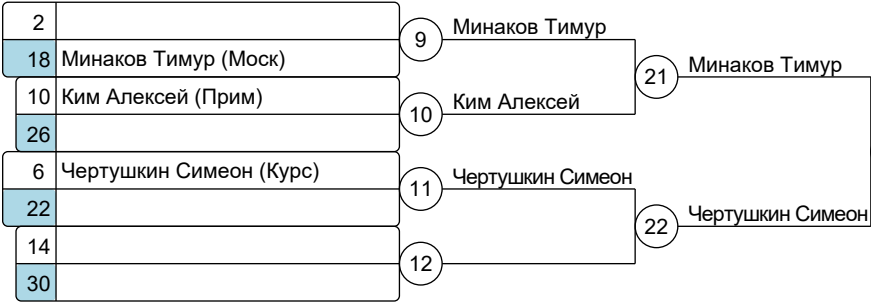 2
9
Минаков Тимур
18 Минаков Тимур (Моск)
21
Минаков Тимур
10 Ким Алексей (Прим)
10
Ким Алексей
26
6 Чертушкин Симеон (Курс)
11
Чертушкин Симеон
22
22
Чертушкин Симеон
14
12
30